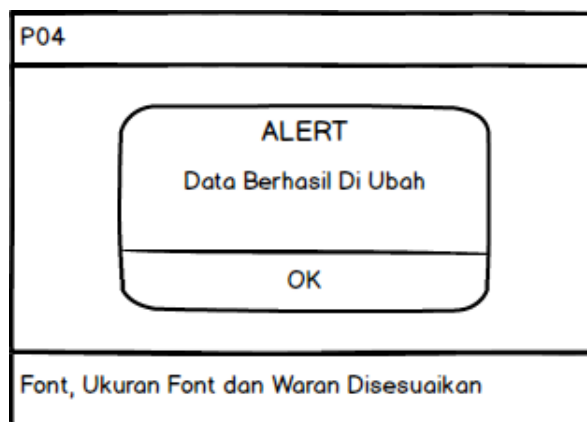 P04
ALERT
Data Berhasil Di Ubah
OK
Font, Ukuran Font dan Waran Disesuaikan